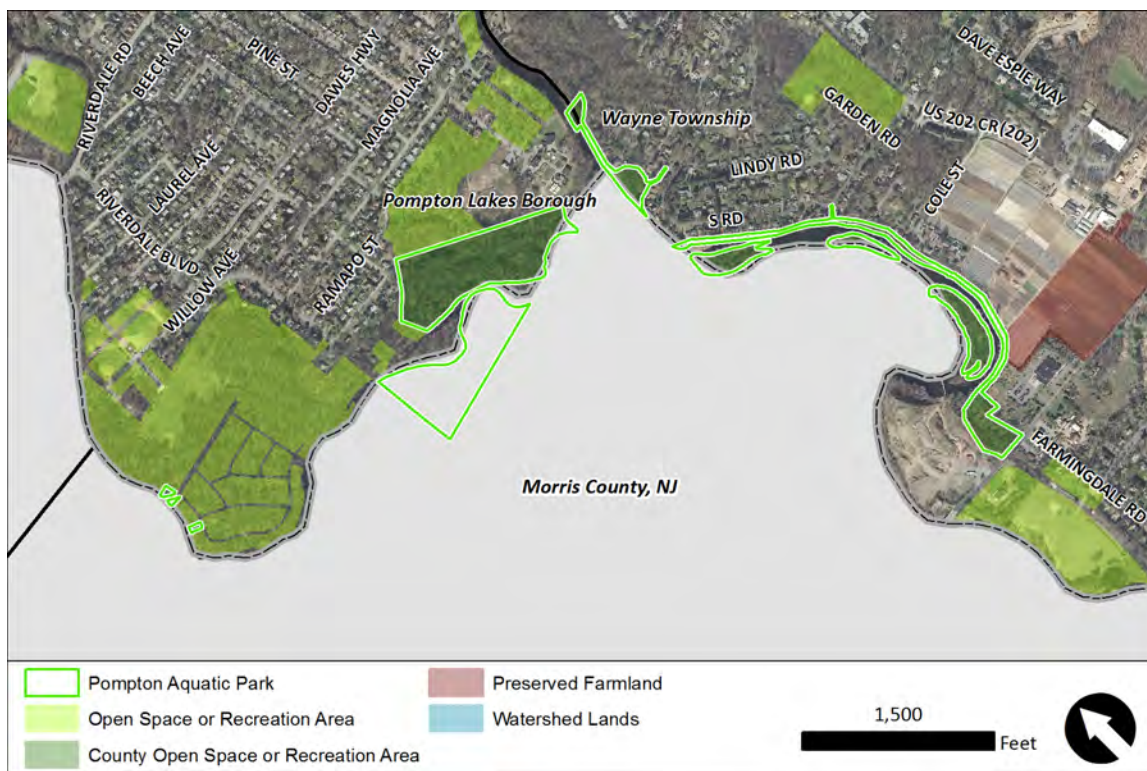 RIVERDALE RD
BEECH AVE
PINE ST
DAWES HWY
MAGNOLIA AVE
DAVE ESPIE WAY
GARDEN RD
US 202 CR (202)
Wayne Township
LAUREL AVE
LINDY RD
COLE ST
Pompton Lakes Borough
RIVERDALE BLVD
S RD
WILLOW AVE
RAMAPO ST
FARMINGDALE RD
Morris County, NJ
Pompton Aquatic Park
Open Space or Recreation Area
County Open Space or Recreation Area
Preserved Farmland
Watershed Lands
1,500
Feet